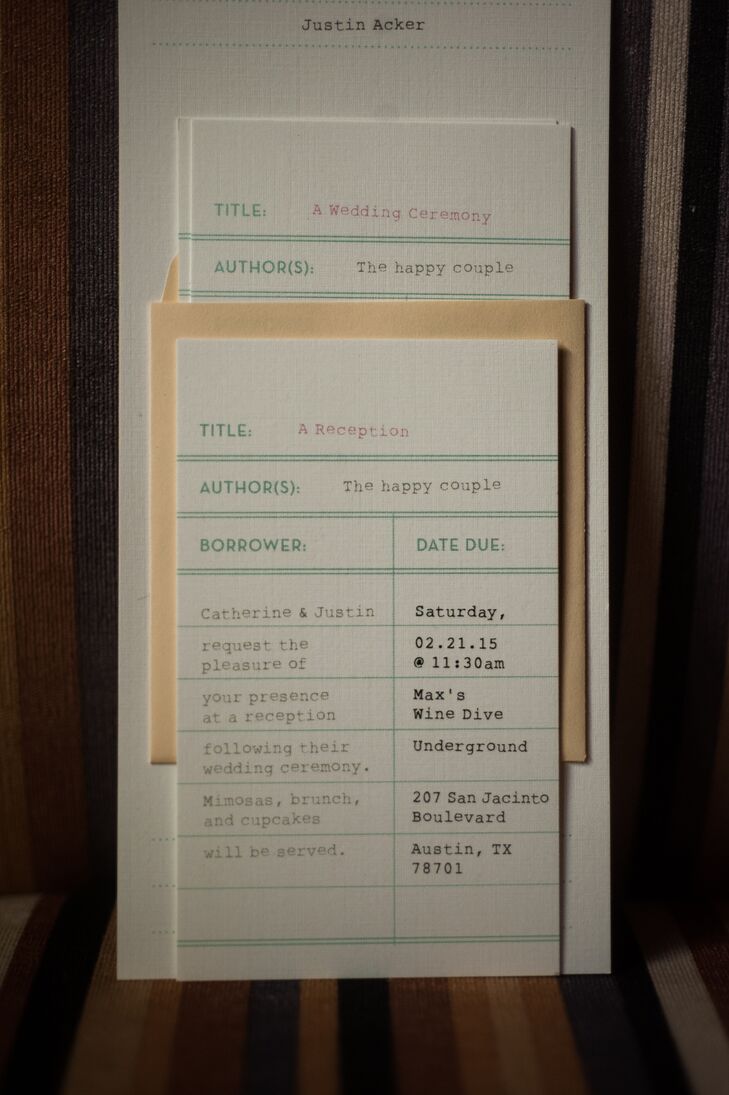 Justin Acker
TITLE: A Wedding Ceremony
AUTHOR(S): The happy couple
TITLE: A Reception
AUTHOR(S): The happy couple
BORROWER: DATE DUE:
Catherine & Justin Saturday,
request the
pleasure of
02.21.15
@ 11:30am
your presence
at a reception
Max's
Wine Dive
following their
wedding ceremony.
Underground
Mimosas, brunch,
and cupcakes
207 San Jacinto
Boulevard
will be served.
Austin, TX
78701